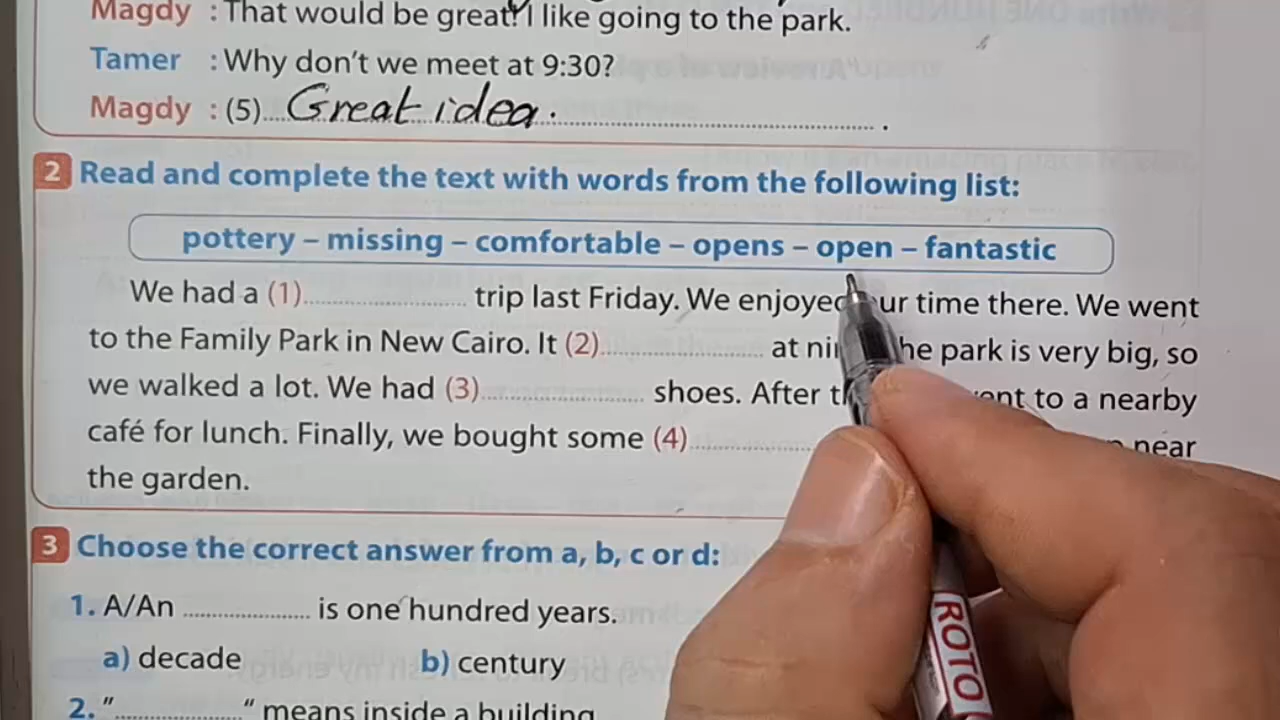 Magdy : That would be great! I like going to the park.
Tamer : Why don't we meet at 9:30?
Magdy : (5) Great idea. .
2 Read and complete the text with words from the following list:
pottery – missing – comfortable – opens – open – fantastic
We had a (1) trip last Friday. We enjoyed our time there. We went
to the Family Park in New Cairo. It (2) at he park is very big, so
we walked a lot. We had (3) shoes. After to a nearby
café for lunch. Finally, we bought some (4) near
the garden.
3 Choose the correct answer from a, b, c or d:
1. A/An is one hundred years.
a) decade b) century
2. " " means inside a building
ROTO